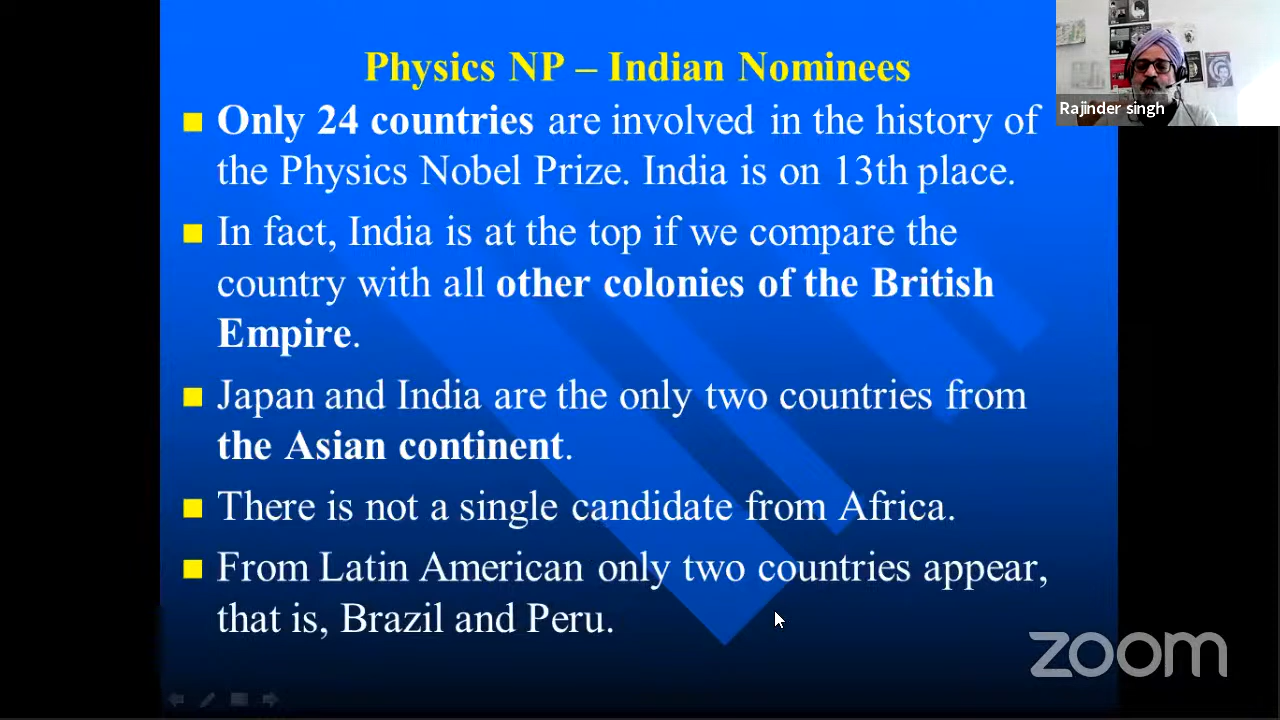 Physics NP – Indian Nominees
Only 24 countries are involved in the history of
the Physics Nobel Prize. India is on 13th place.
In fact, India is at the top if we compare the
country with all other colonies of the British
Empire.
Japan and India are the only two countries from
the Asian continent.
There is not a single candidate from Africa.
From Latin American only two countries appear,
that is, Brazil and Peru.
Rajinder singh
zoom